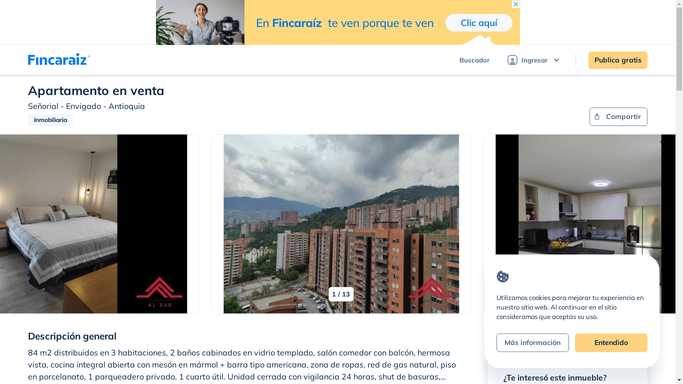 En Fincaraíz te ven porque te ven
Clic aquí
Fincaraiz
Buscador
Ingresar
Publica gratis
Apartamento en venta
Señorial - Envigado - Antioquia
Inmobiliaria
Compartir
AL SUR
1 / 13
Utilizamos cookies para mejorar tu experiencia en
nuestro sitio web. Al continuar en el sitio
consideramos que aceptas su uso.
Más información
Entendido
Descripción general
84 m2 distribuidos en 3 habitaciones, 2 baños cabinados en vidrio templado, salón comedor con balcón, hermosa
vista, cocina integral abierta con mesón en mármol + barra tipo americana, zona de ropas, red de gas natural, piso
en porcelanato, 1 parqueadero privado, 1 cuarto útil. Unidad cerrada con vigilancia 24 horas, shut de basuras,...
¿Te interesó este inmueble?